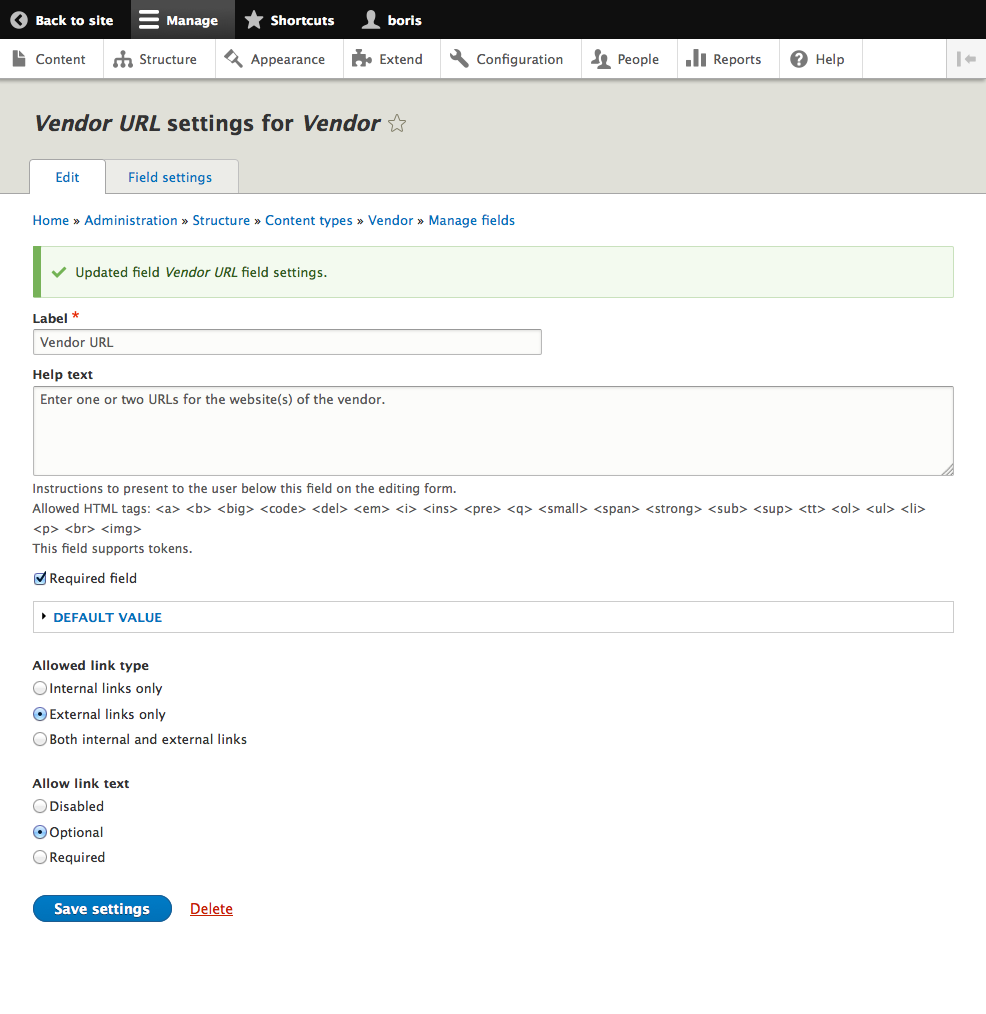 Back to site Manage Shortcuts boris
Content Structure Appearance Extend Configuration People Reports Help
Vendor URL settings for Vendor
Edit Field settings
Home » Administration » Structure » Content types » Vendor » Manage fields
Updated field Vendor URL field settings.
Label *
Vendor URL
Help text
Enter one or two URLs for the website(s) of the vendor.
Instructions to present to the user below this field on the editing form.
Allowed HTML tags: <a> <b> <big> <code> <del> <em> <i> <ins> <pre> <q> <small> <span> <strong> <sub> <sup> <tt> <ol> <ul> <li>
<p> <br> <img>
This field supports tokens.
Required field
DEFAULT VALUE
Allowed link type
Internal links only
External links only
Both internal and external links
Allow link text
Disabled
Optional
Required
Save settings Delete